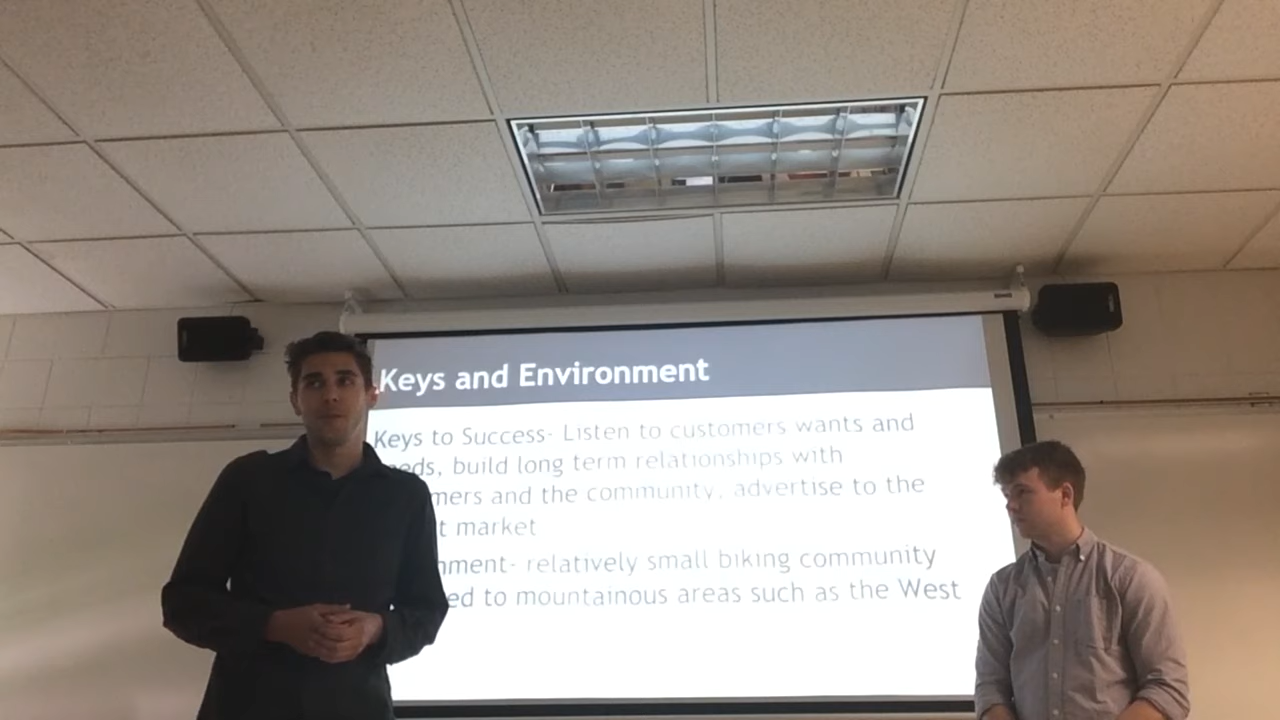 Keys and Environment
Keys to Success- Listen to customers wants and
eds, build long term relationships with
mers and the community, advertise to the
t market
nment- relatively small biking community
ed to mountainous areas such as the West